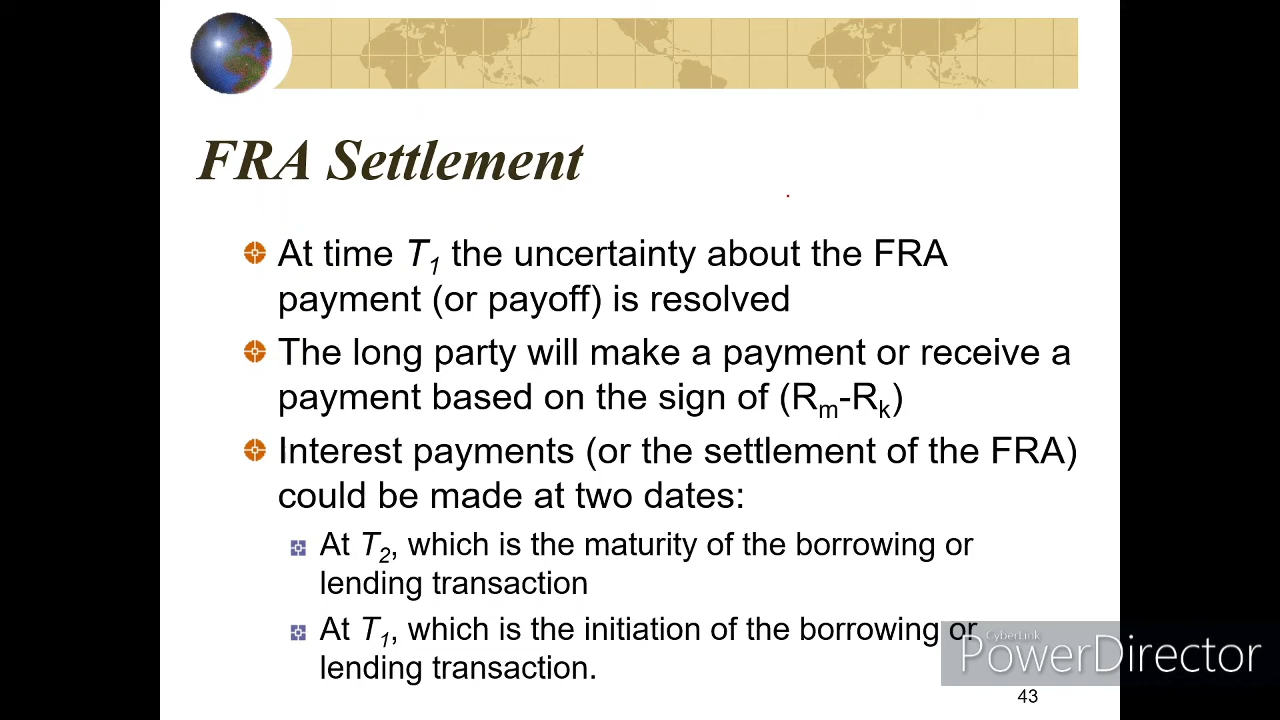 FRA Settlement
At time T₁ the uncertainty about the FRA
payment (or payoff) is resolved
The long party will make a payment or receive a
payment based on the sign of (Rₘ-Rₖ)
Interest payments (or the settlement of the FRA)
could be made at two dates:
At T₂, which is the maturity of the borrowing or
lending transaction
At T₁, which is the initiation of the borrowing or
lending transaction.
CyberLink
PowerDirector
43